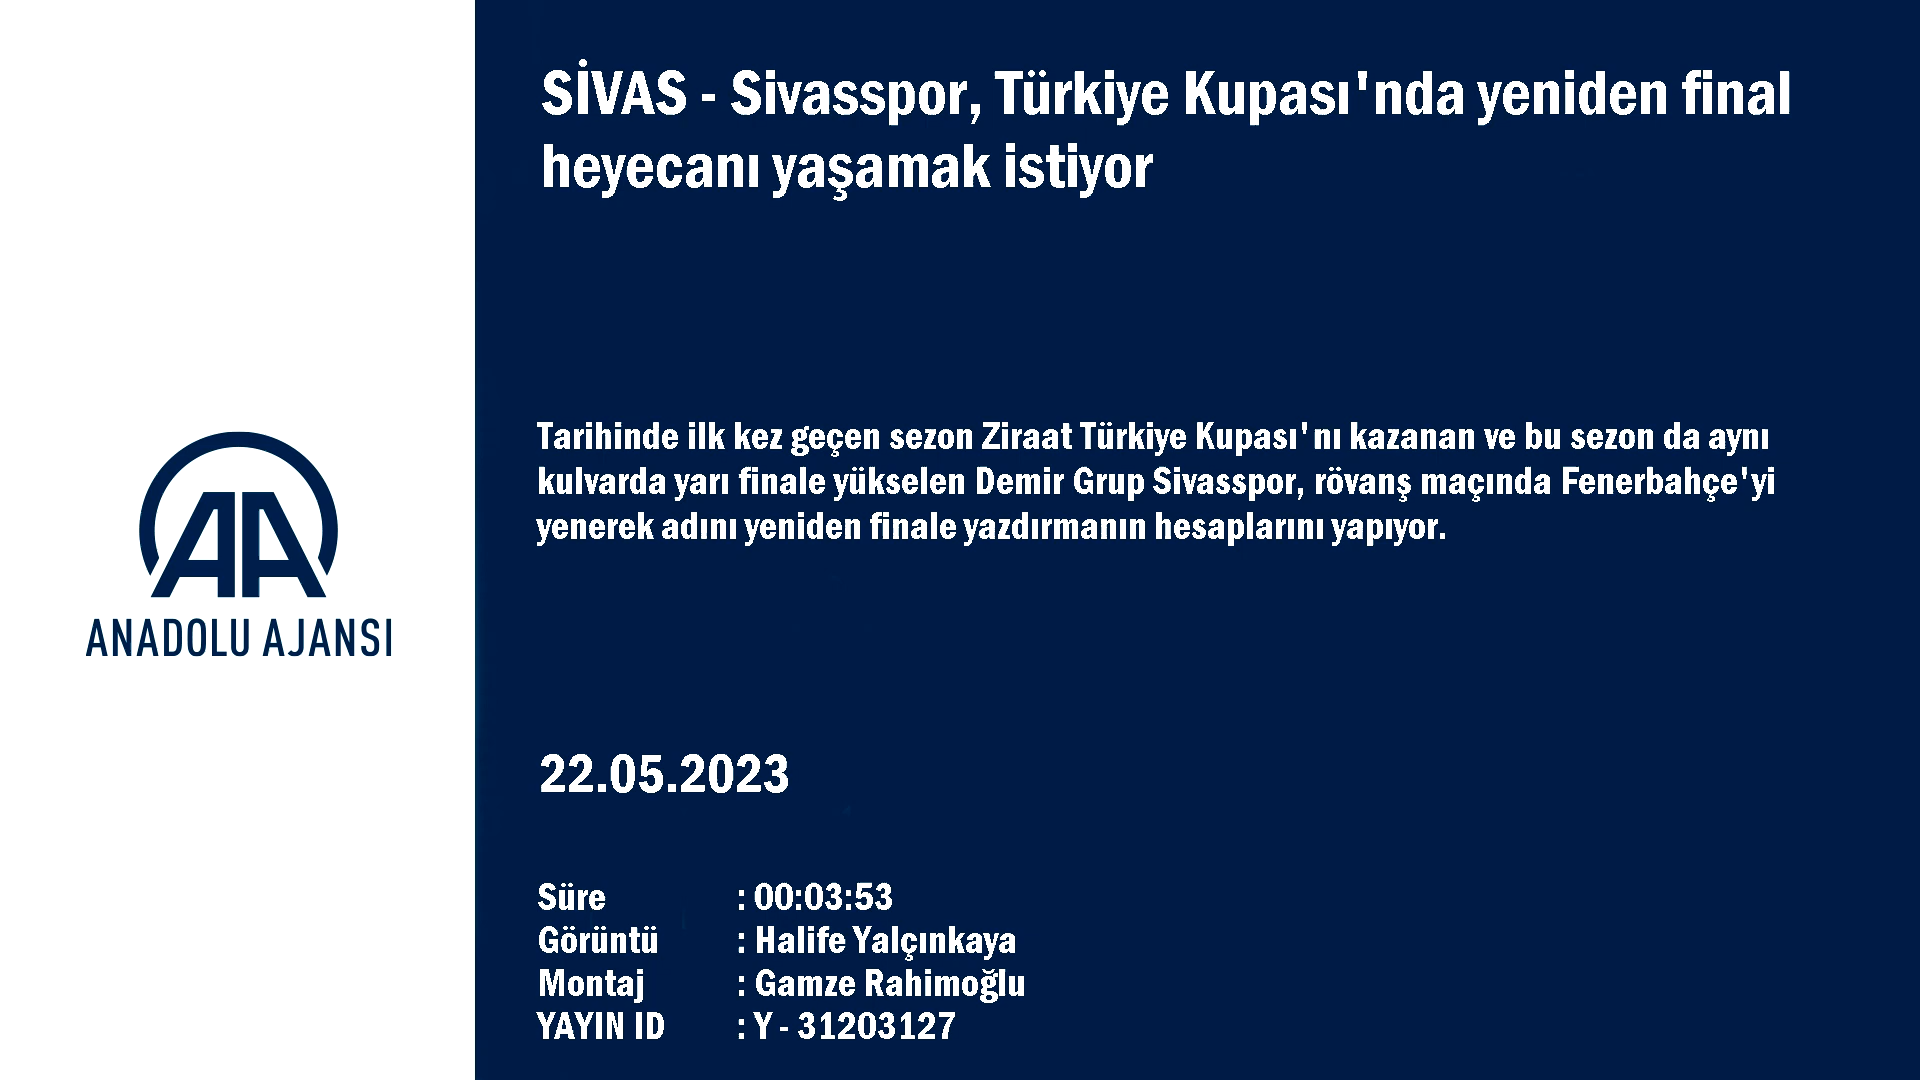 SİVAS - Sivasspor, Türkiye Kupası'nda yeniden final
heyecanı yaşamak istiyor
Tarihinde ilk kez geçen sezon Ziraat Türkiye Kupası'nı kazanan ve bu sezon da aynı
kulvarda yarı finale yükselen Demir Grup Sivasspor, rövanş maçında Fenerbahçe'yi
yenerek adını yeniden finale yazdırmanın hesaplarını yapıyor.
AA
ANADOLU AJANSI
22.05.2023
Süre : 00:03:53
Görüntü : Halife Yalçınkaya
Montaj : Gamze Rahimoğlu
YAYIN ID : Y - 31203127